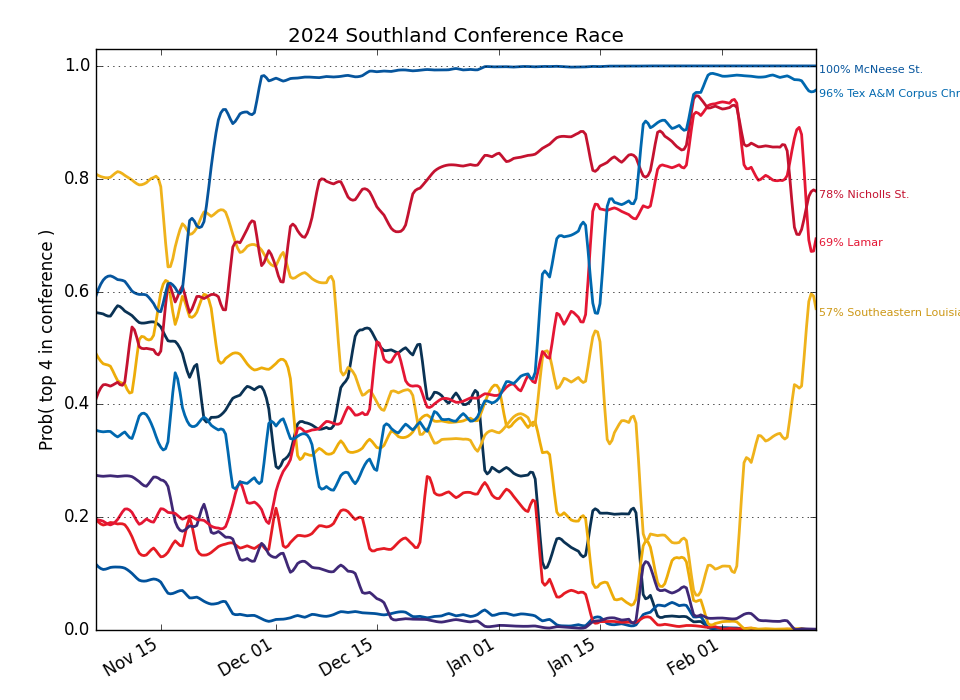 2024 Southland Conference Race
Prob( top 4 in conference )
1.0
0.8
0.6
0.4
0.2
0.0
Nov 15
Dec 01
Dec 15
Jan 01
Jan 15
Feb 01
100% McNeese St.
96% Tex A&M Corpus Chr
78% Nicholls St.
69% Lamar
57% Southeastern Louisia